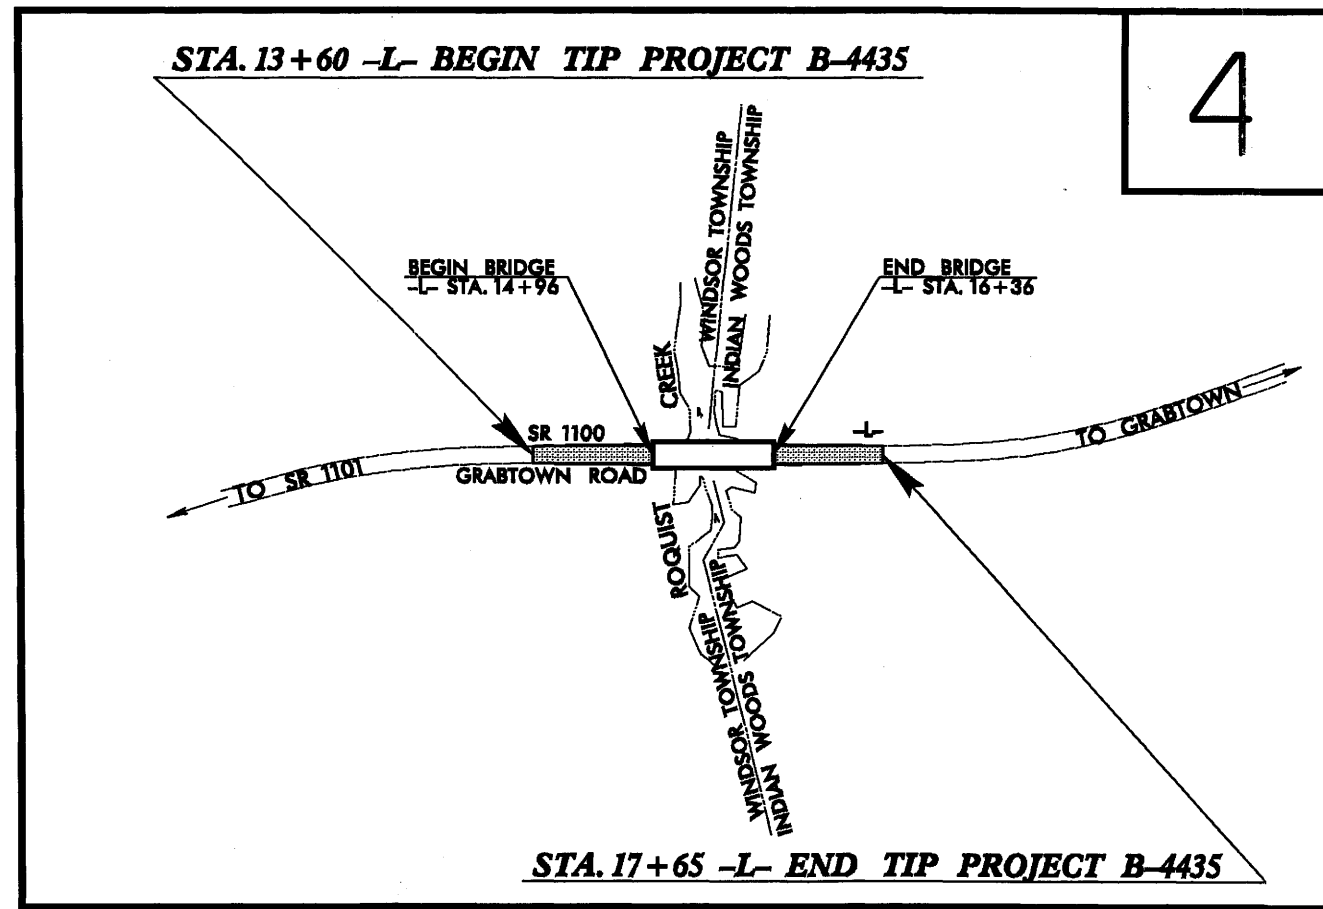 STA. 13+60 -L- BEGIN TIP PROJECT B-4435
4
WINDSOR TOWNSHIP
INDIAN WOODS TOWNSHIP
BEGIN BRIDGE
-L- STA. 14+96
END BRIDGE
-L- STA. 16+36
CREEK
SR 1100
-L-
TO GRABTOWN
TO SR 1101
GRABTOWN ROAD
ROQUIST
WINDSOR TOWNSHIP
INDIAN WOODS TOWNSHIP
STA. 17+65 -L- END TIP PROJECT B-4435